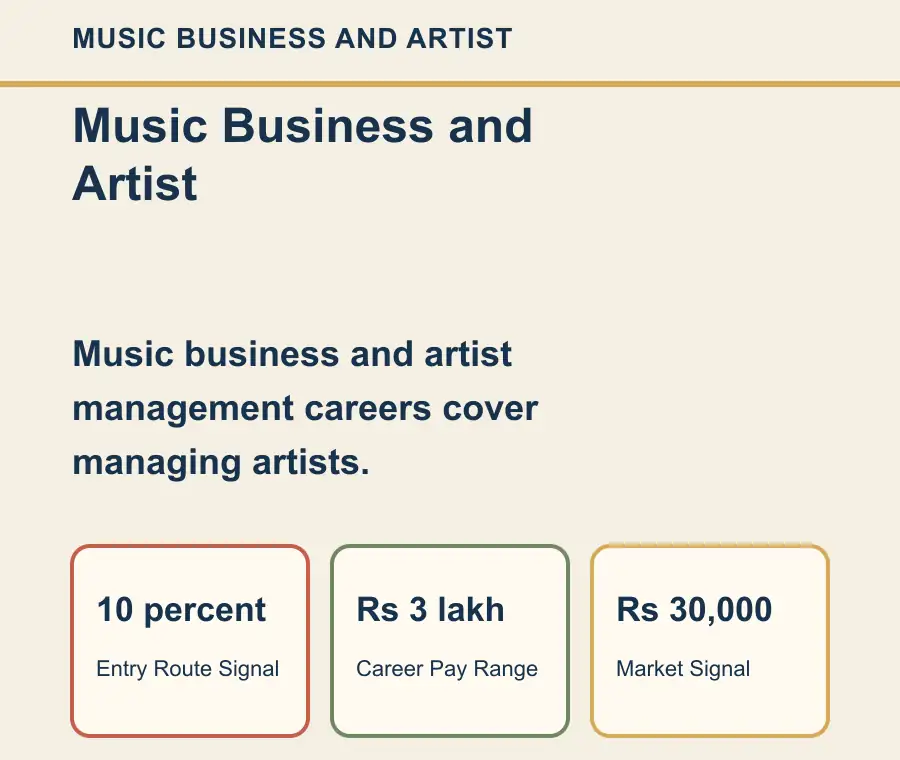 MUSIC BUSINESS AND ARTIST
Music Business and
Artist
Music business and artist
management careers cover
managing artists.
10 percent
Entry Route Signal
Rs 3 lakh
Career Pay Range
Rs 30,000
Market Signal